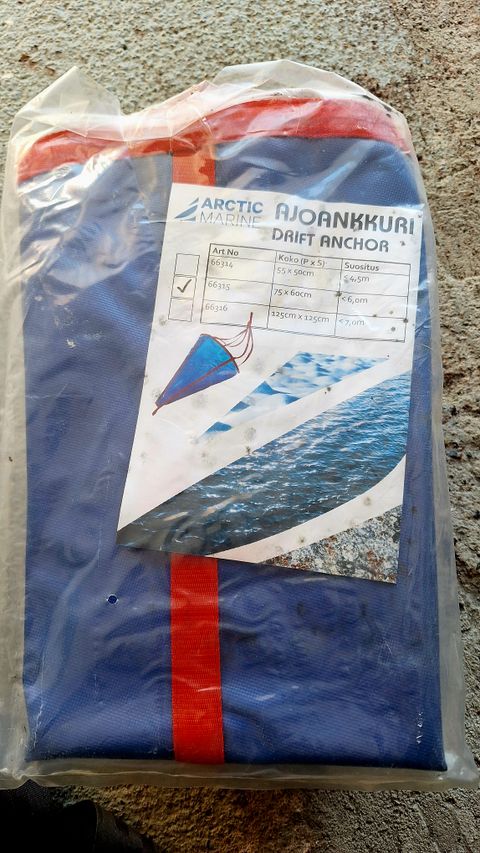 ARCTIC MARINE
AJOANKKURI
DRIFT ANCHOR
Art No Koko (P x S) Suositus
66314 55 x 50cm < 4,5m
✓ 66315 75 x 60cm < 6,0m
66316 125cm x 125cm < 7,0m